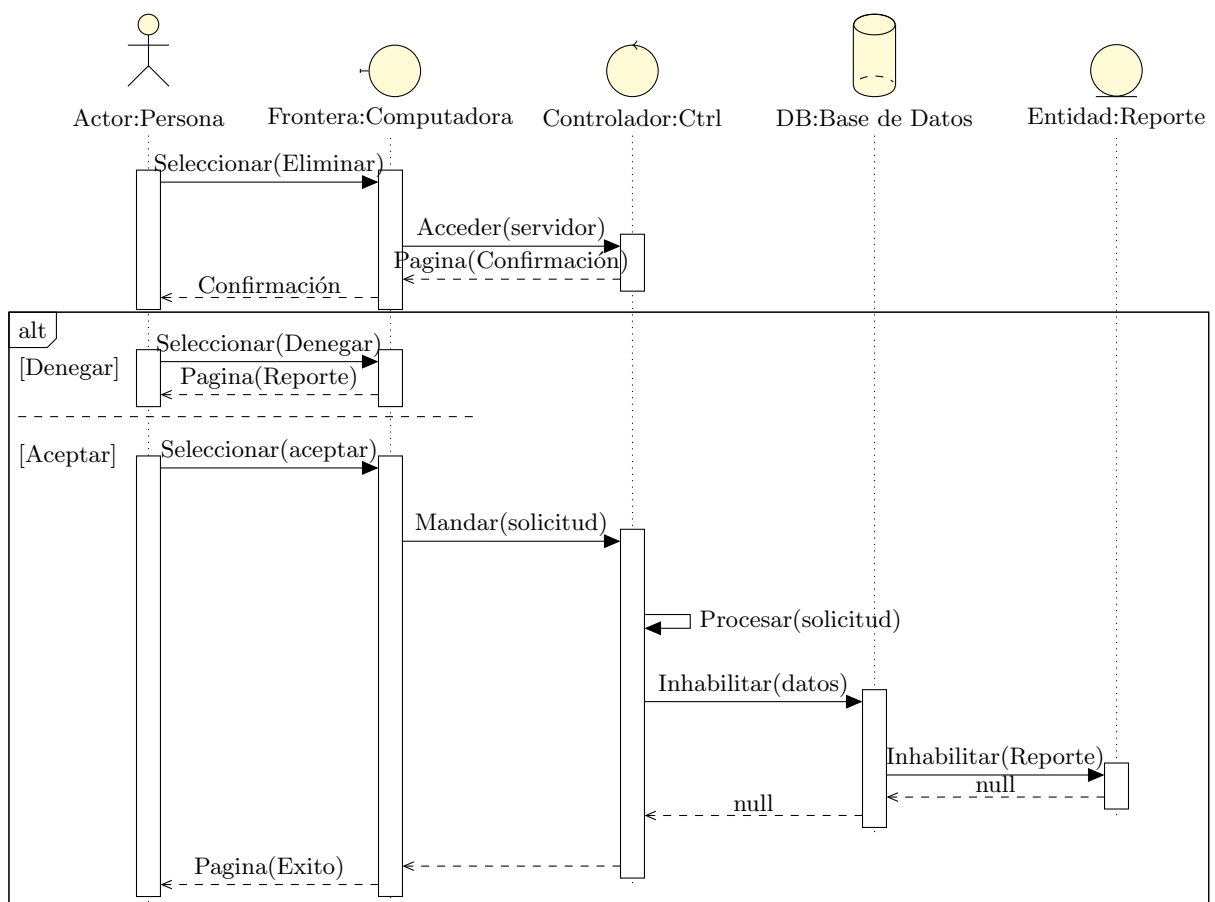 Actor:Persona
Frontera:Computadora
Controlador:Ctrl
DB:Base de Datos
Entidad:Reporte
Seleccionar(Eliminar)
Acceder(servidor)
Pagina(Confirmación)
Confirmación
alt
Seleccionar(Denegar)
[Denegar]
Pagina(Reporte)
Seleccionar(aceptar)
[Aceptar]
Mandar(solicitud)
Procesar(solicitud)
Inhabilitar(datos)
Inhabilitar(Reporte)
null
null
Pagina(Exito)